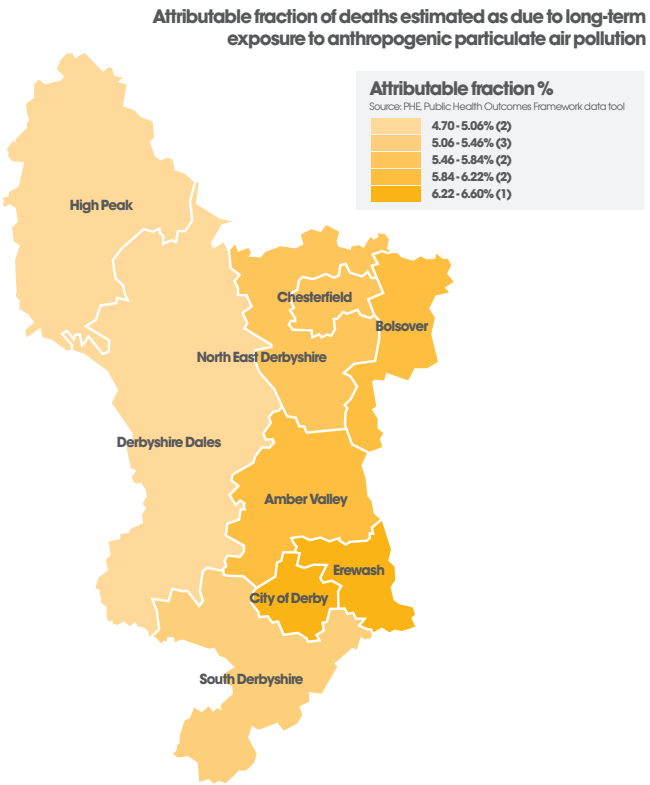 Attributable fraction of deaths estimated as due to long-term
exposure to anthropogenic particulate air pollution
Attributable fraction %
Source: PHE, Public Health Outcomes Framework data tool
4.70 - 5.06% (2)
5.06 - 5.46% (3)
5.46 - 5.84% (2)
5.84 - 6.22% (2)
6.22 - 6.60% (1)
High Peak
Chesterfield
Bolsover
North East Derbyshire
Derbyshire Dales
Amber Valley
Erewash
City of Derby
South Derbyshire